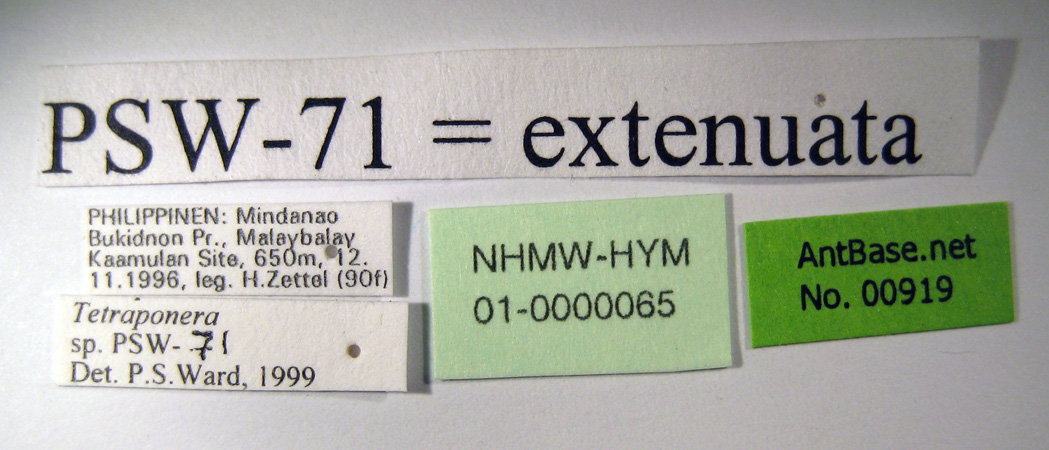 PSW-71 = extenuata
PHILIPPINEN: Mindanao
Bukidnon Pr., Malaybalay
Kaamulan Site, 650m, 12.
11.1996, leg. H.Zettel (90f)
Tetraponera
sp. PSW- 71
Det. P.S.Ward, 1999
NHMW-HYM
01-0000065
AntBase.net
No. 00919